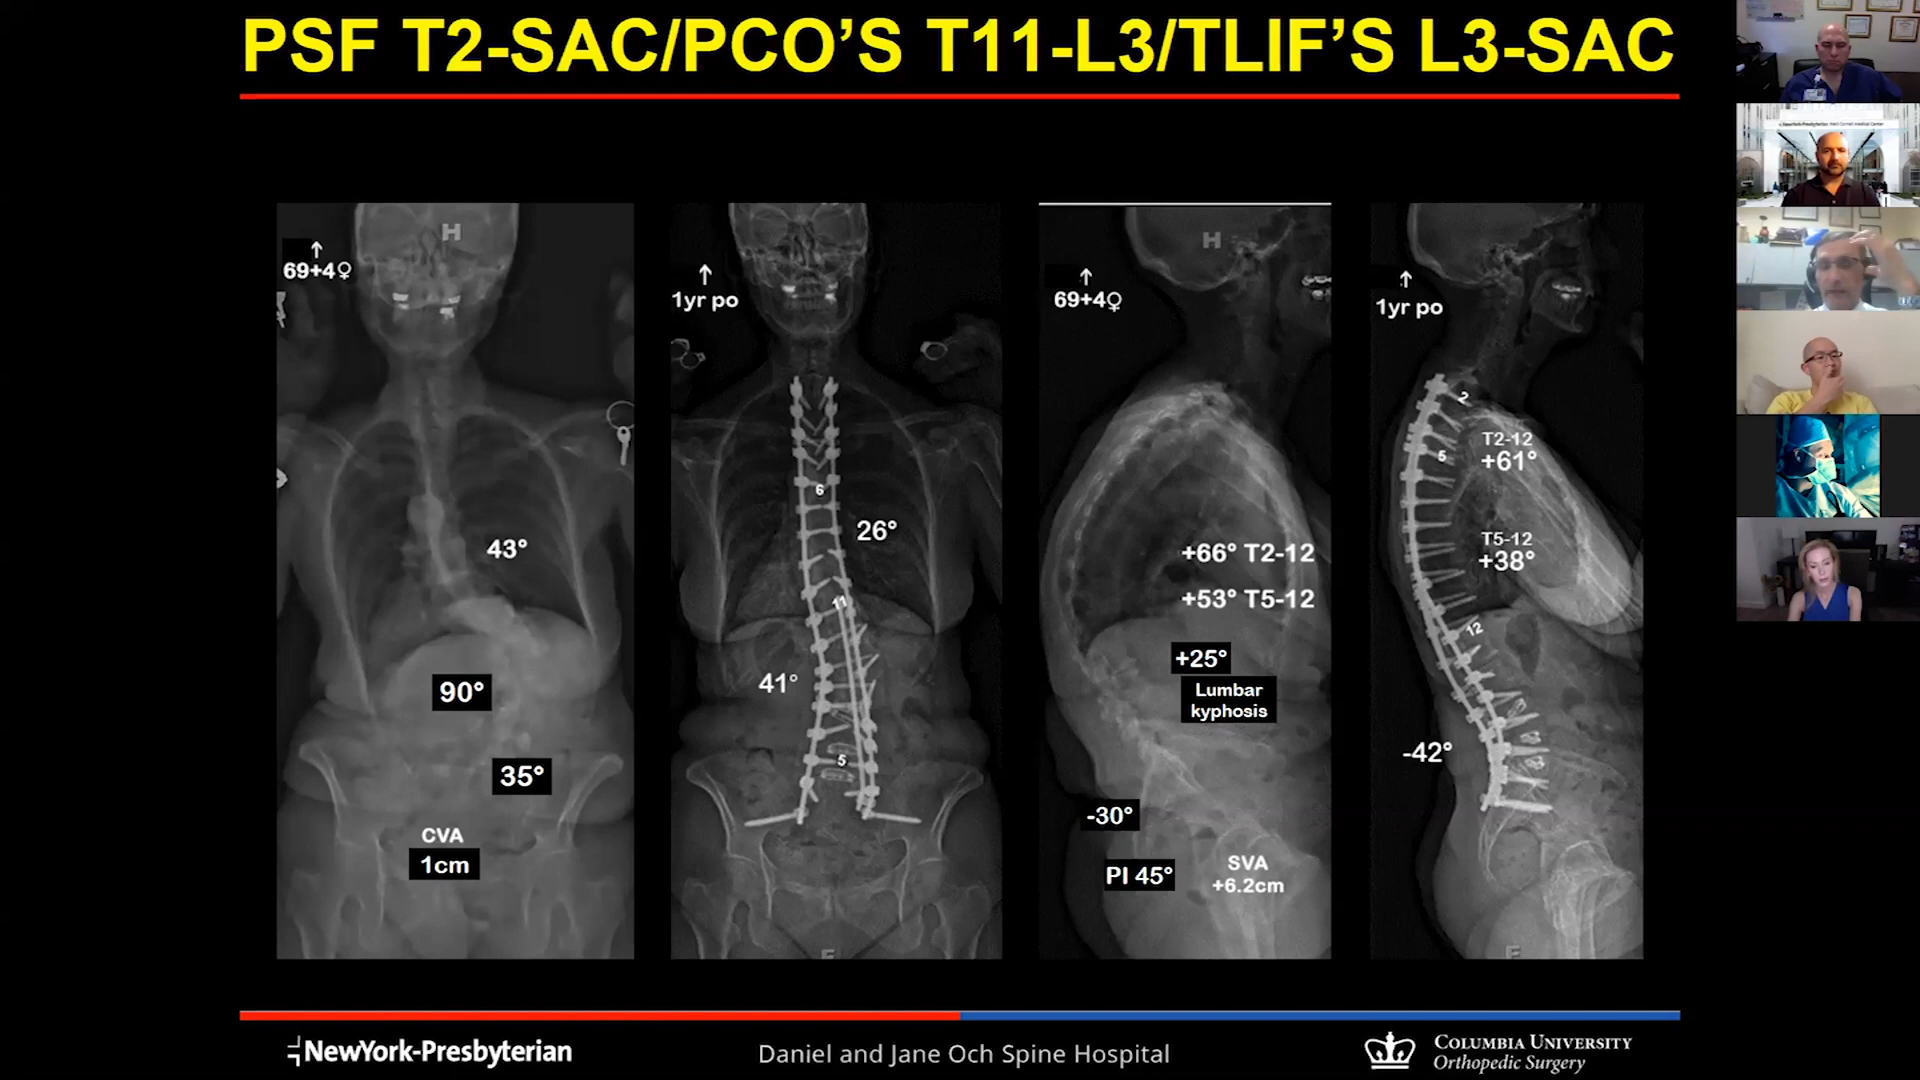 PSF T2-SAC/PCO'S T11-L3/TLIF'S L3-SAC
H
↑
69+4♀
43°
90°
35°
CVA
1cm
↑
1yr po
6
26°
11
41°
5
F
H
↑
69+4♀
+66° T2-12
+53° T5-12
+25°
Lumbar
kyphosis
-30°
PI 45°
SVA
+6.2cm
↑
1yr po
2
T2-12
+61°
5
T5-12
+38°
12
-42°
F
NewYork-Presbyterian
Daniel and Jane Och Spine Hospital
COLUMBIA UNIVERSITY
Orthopedic Surgery